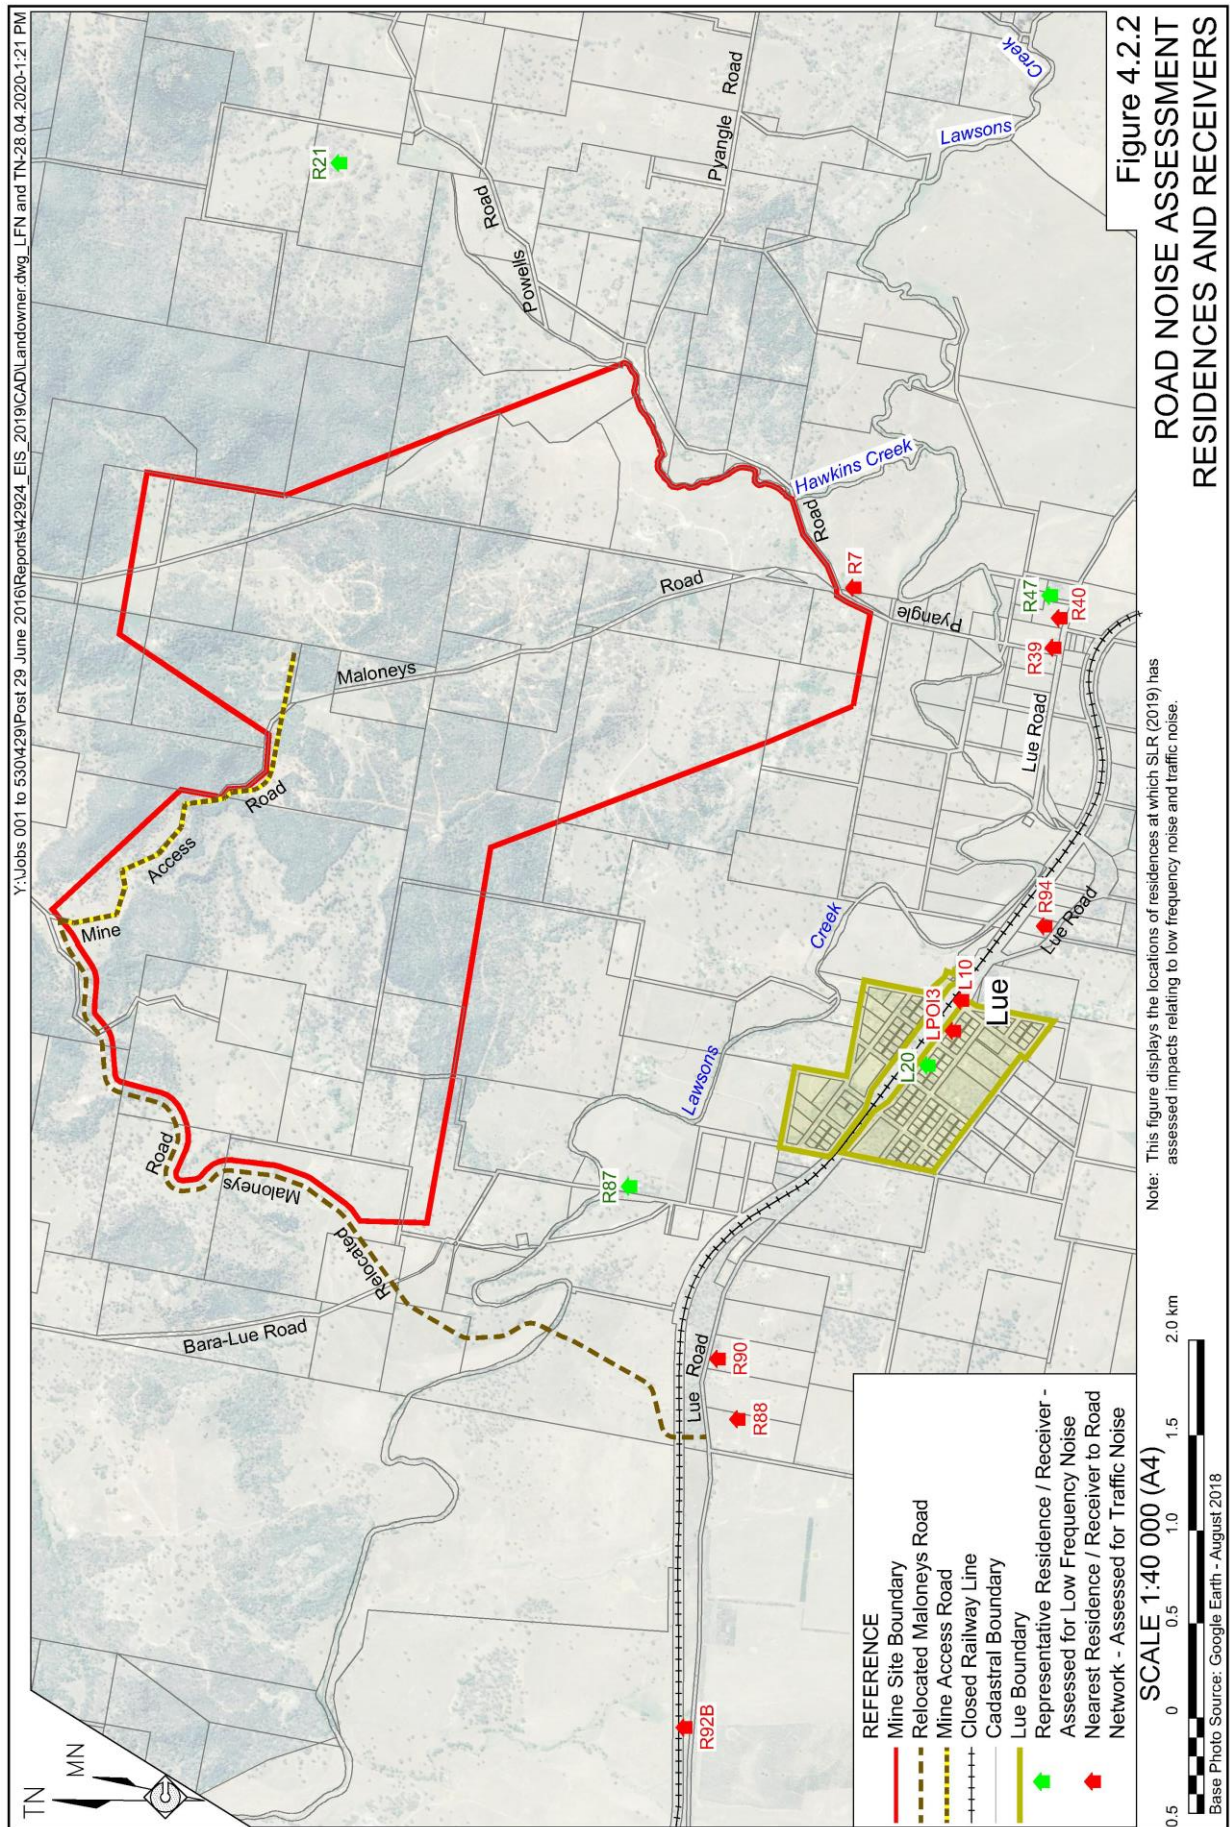 Y:\Jobs 001 to 530\429\Post 29 June 2016\Reports\42924_EIS_2019\CAD\Landowner.dwg_LFN and TN-28.04.2020-1:21 PM
TN
MN
R21
Mine
Access
Road
Road
Maloneys
Relocated
Bara-Lue Road
Maloneys
Road
Powells
Road
Pyangle Road
Lawsons
Creek
Hawkins Creek
Road
Pyangle
R7
R87
Lawsons
Creek
R47
R40
R39
Lue Road
R94
Lue Road
L10
LPOI3
L20
Lue
Lue Road
R90
R88
R92B
REFERENCE
Mine Site Boundary
Relocated Maloneys Road
Mine Access Road
Closed Railway Line
Cadastral Boundary
Lue Boundary
Representative Residence / Receiver -
Assessed for Low Frequency Noise
Nearest Residence / Receiver to Road
Network - Assessed for Traffic Noise
SCALE 1:40 000 (A4)
0.5 0 0.5 1.0 1.5 2.0 km
Base Photo Source: Google Earth - August 2018
Note: This figure displays the locations of residences at which SLR (2019) has
assessed impacts relating to low frequency noise and traffic noise.
Figure 4.2.2
ROAD NOISE ASSESSMENT
RESIDENCES AND RECEIVERS